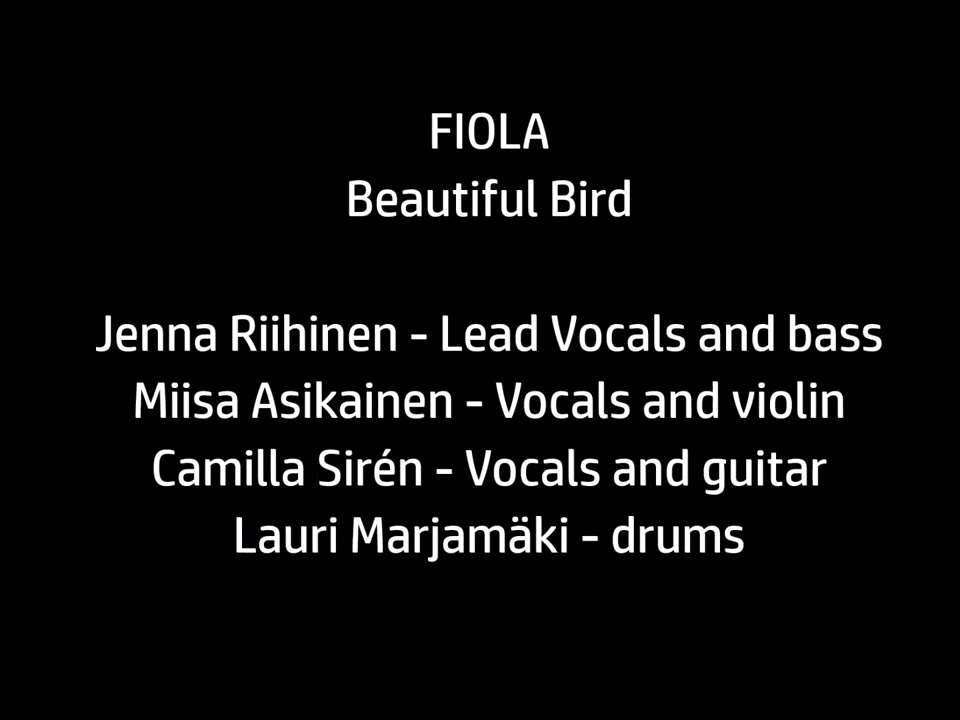 FIOLA
Beautiful Bird
Jenna Riihinen - Lead Vocals and bass
Miisa Asikainen - Vocals and violin
Camilla Sirén - Vocals and guitar
Lauri Marjamäki - drums